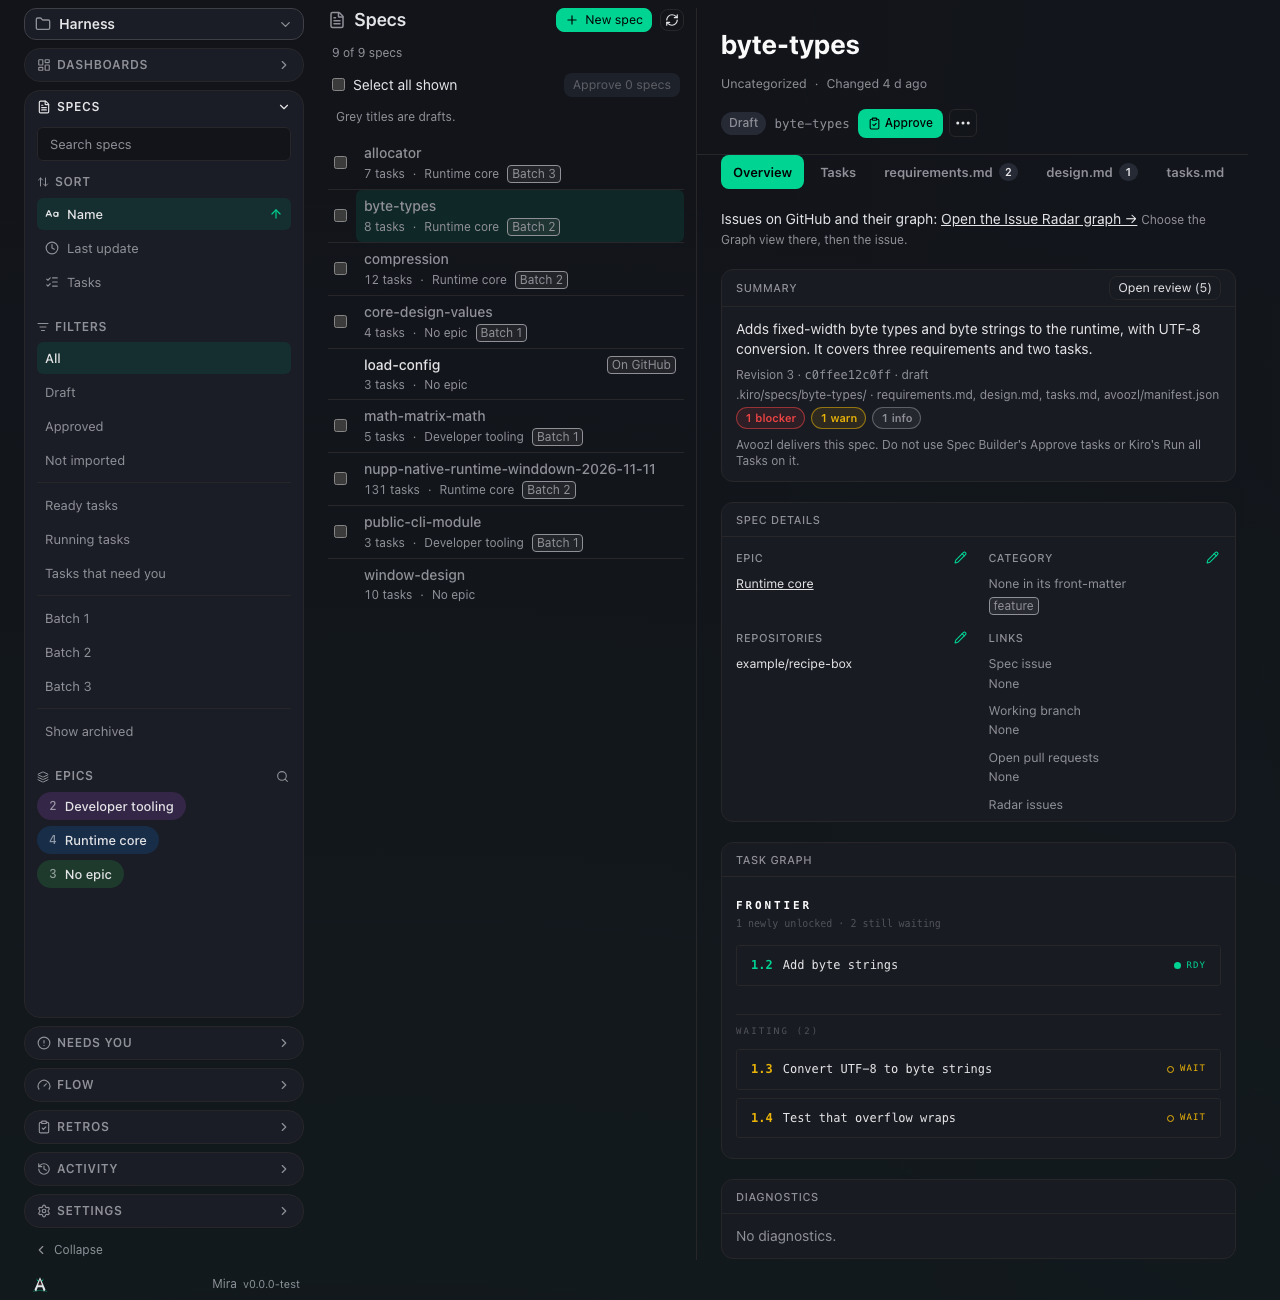 Harness
DASHBOARDS
SPECS
Search specs
SORT
Aa Name
Last update
Tasks
FILTERS
All
Draft
Approved
Not imported
Ready tasks
Running tasks
Tasks that need you
Batch 1
Batch 2
Batch 3
Show archived
EPICS
2 Developer tooling
4 Runtime core
3 No epic
NEEDS YOU
FLOW
RETROS
ACTIVITY
SETTINGS
Collapse
A
Mira v0.0.0-test
Specs
+ New spec
9 of 9 specs
Select all shown
Approve 0 specs
Grey titles are drafts.
allocator
7 tasks · Runtime core Batch 3
byte-types
8 tasks · Runtime core Batch 2
compression
12 tasks · Runtime core Batch 2
core-design-values
4 tasks · No epic Batch 1
load-config On GitHub
3 tasks · No epic
math-matrix-math
5 tasks · Developer tooling Batch 1
nupp-native-runtime-winddown-2026-11-11
131 tasks · Runtime core Batch 2
public-cli-module
3 tasks · Developer tooling Batch 1
window-design
10 tasks · No epic
byte-types
Uncategorized · Changed 4 d ago
Draft byte-types Approve
Overview Tasks requirements.md 2 design.md 1 tasks.md
Issues on GitHub and their graph: Open the Issue Radar graph → Choose the
Graph view there, then the issue.
SUMMARY
Open review (5)
Adds fixed-width byte types and byte strings to the runtime, with UTF-8
conversion. It covers three requirements and two tasks.
Revision 3 · c0ffee12c0ff · draft
.kiro/specs/byte-types/ · requirements.md, design.md, tasks.md, avoozl/manifest.json
1 blocker 1 warn 1 info
Avoozl delivers this spec. Do not use Spec Builder's Approve tasks or Kiro's Run all
Tasks on it.
SPEC DETAILS
EPIC
Runtime core
CATEGORY
None in its front-matter
feature
REPOSITORIES
example/recipe-box
LINKS
Spec issue
None
Working branch
None
Open pull requests
None
Radar issues
TASK GRAPH
FRONTIER
1 newly unlocked · 2 still waiting
1.2 Add byte strings RDY
WAITING (2)
1.3 Convert UTF-8 to byte strings WAIT
1.4 Test that overflow wraps WAIT
DIAGNOSTICS
No diagnostics.